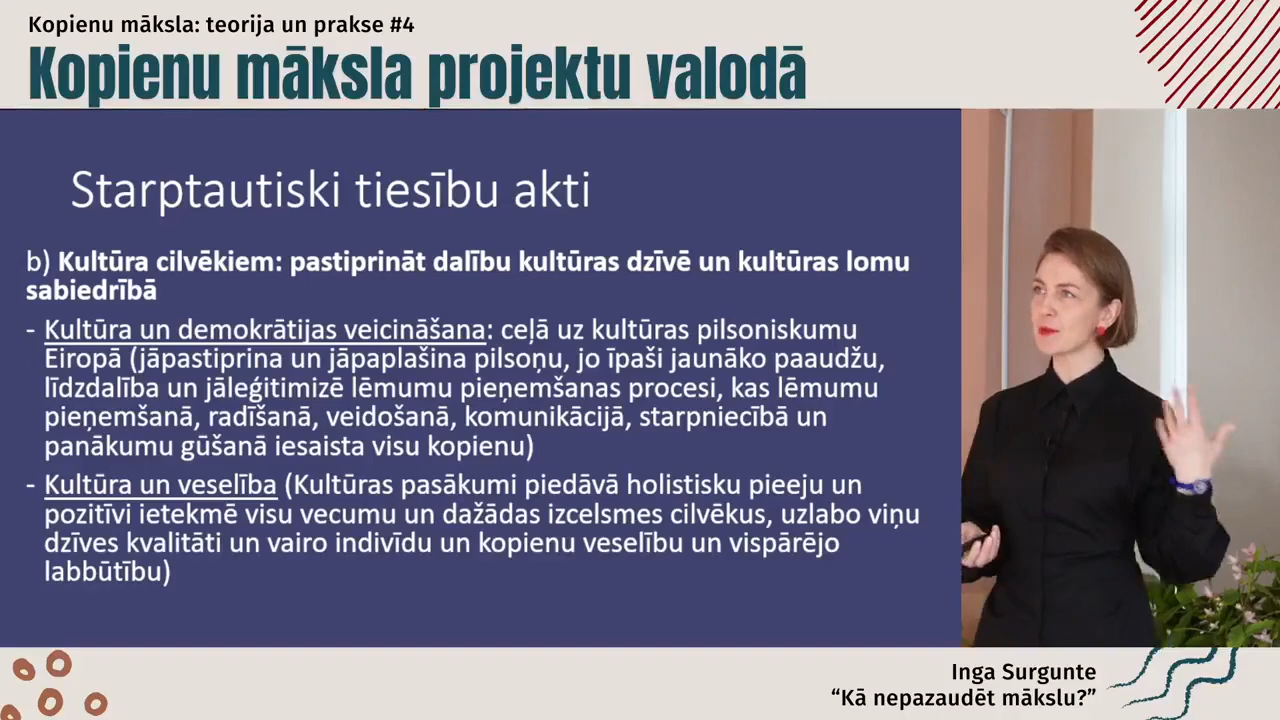 Kopienu māksla: teorija un prakse #4
Kopienu māksla projektu valodā
Starptautiski tiesību akti
b) Kultūra cilvēkiem: pastiprināt dalību kultūras dzīvē un kultūras lomu
sabiedrībā
- Kultūra un demokrātijas veicināšana: ceļā uz kultūras pilsoniskumu
Eiropā (jāpastiprina un jāpaplašina pilsoņu, jo īpaši jaunāko paaudžu,
līdzdalība un jāleģitimizē lēmumu pieņemšanas procesi, kas lēmumu
pieņemšanā, radīšanā, veidošanā, komunikācijā, starpniecībā un
panākumu gūšanā iesaista visu kopienu)
- Kultūra un veselība (Kultūras pasākumi piedāvā holistisku pieeju un
pozitīvi ietekmē visu vecumu un dažādas izcelsmes cilvēkus, uzlabo viņu
dzīves kvalitāti un vairo indivīdu un kopienu veselību un vispārējo
labbūtību)
Inga Surgunte
“Kā nepazaudēt mākslu?”